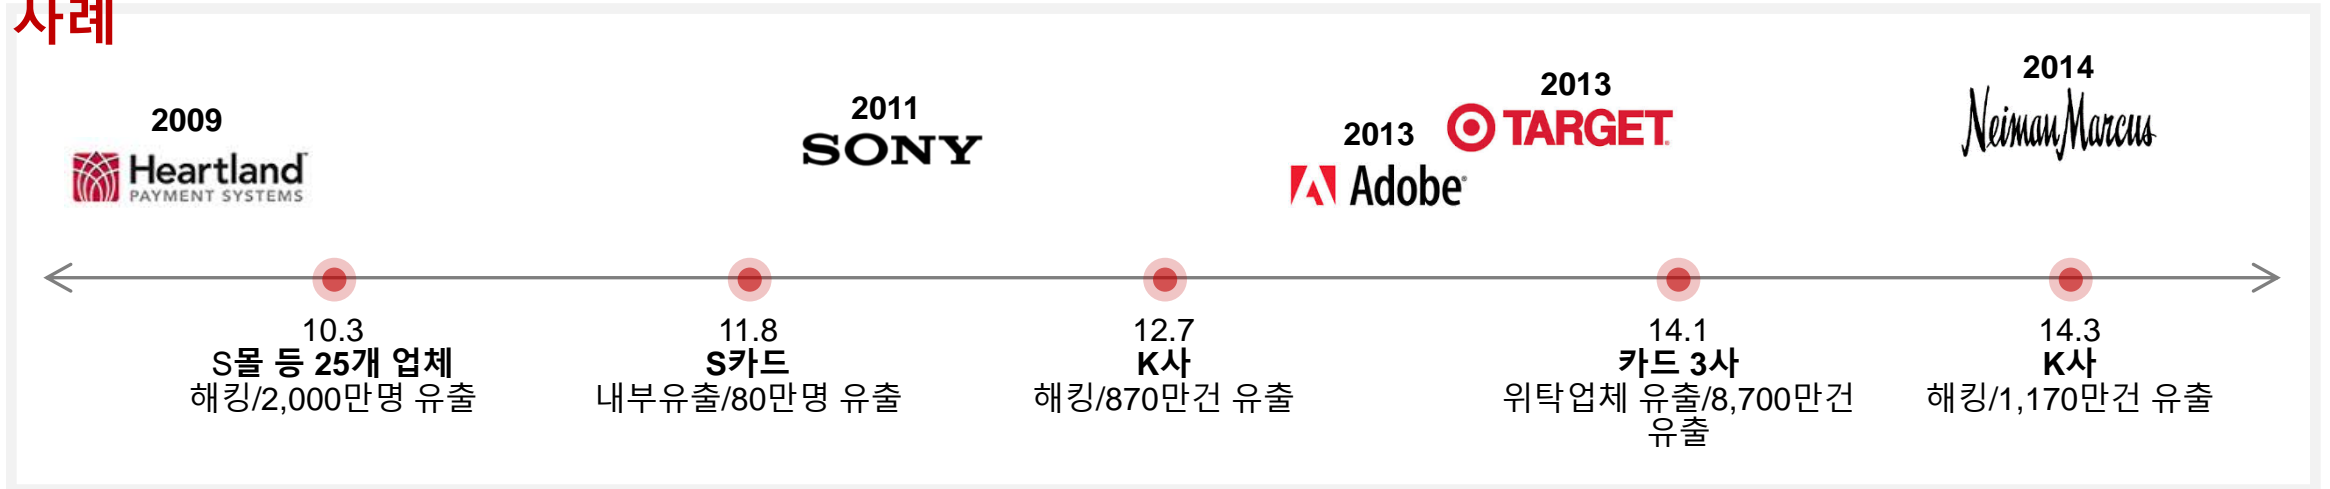 사례
2009
Heartland
PAYMENT SYSTEMS
2011
SONY
2013
Adobe
2013
TARGET
2014
Neiman Marcus
10.3
S몰 등 25개 업체
해킹/2,000만명 유출
11.8
S카드
내부유출/80만명 유출
12.7
K사
해킹/870만건 유출
14.1
카드 3사
위탁업체 유출/8,700만건
유출
14.3
K사
해킹/1,170만건 유출